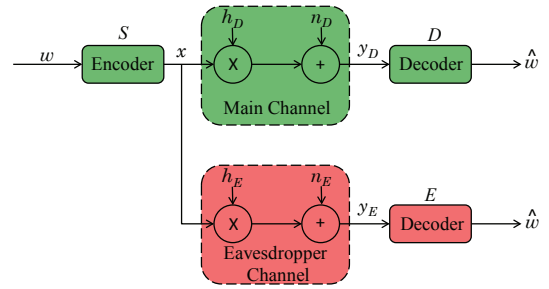 h_D n_D
S D
w Encoder x X + y_D Decoder ŵ
Main Channel
h_E n_E
E
X + y_E Decoder ŵ
Eavesdropper
Channel